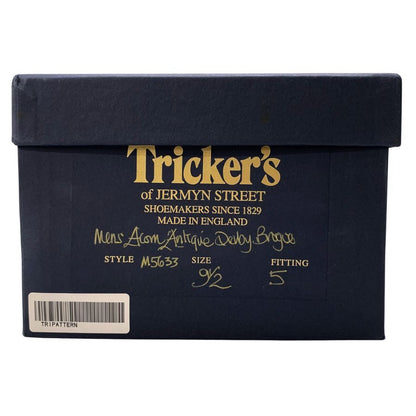 Tricker's
of JERMYN STREET
SHOEMAKERS SINCE 1829
MADE IN ENGLAND
Mens Acorn Antique Derby Brogue
STYLE M5633 SIZE 9½ FITTING 5
TRIPATTERN